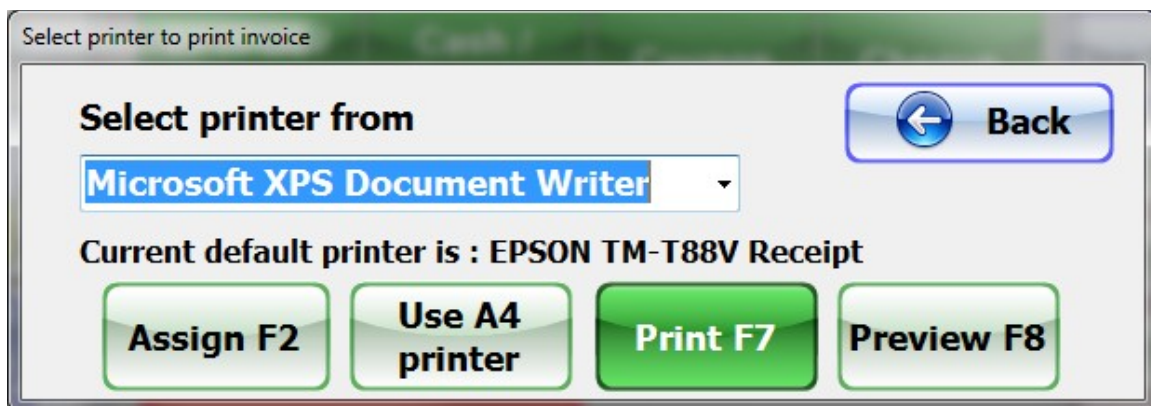 Select printer to print invoice
Select printer from
Back
Microsoft XPS Document Writer
Current default printer is : EPSON TM-T88V Receipt
Assign F2
Use A4
printer
Print F7
Preview F8